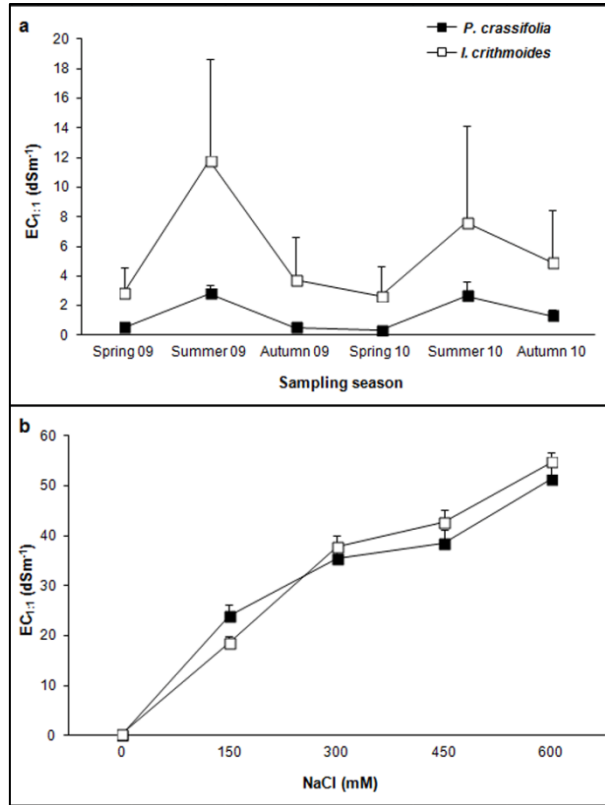 a
P. crassifolia
I. crithmoides
20
18
16
14
12
10
8
6
4
2
0
EC1:1 (dSm-1)
Spring 09 Summer 09 Autumn 09 Spring 10 Summer 10 Autumn 10
Sampling season
b
60
50
40
30
20
10
0
EC1:1 (dSm-1)
0 150 300 450 600
NaCl (mM)